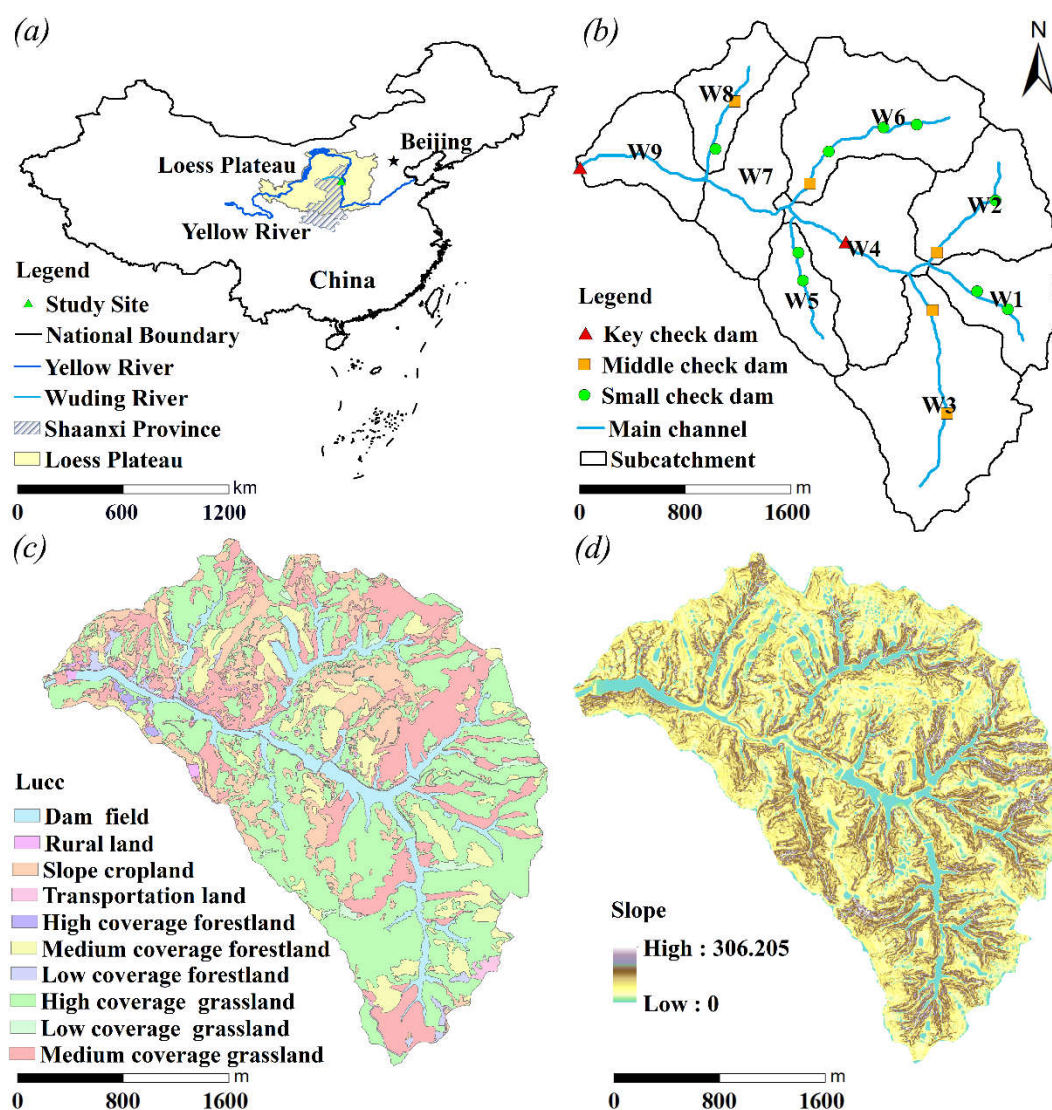 (a)
Beijing
Loess Plateau
Yellow River
China
Legend
Study Site
National Boundary
Yellow River
Wuding River
Shaanxi Province
Loess Plateau
km
0 600 1200
(b)
N
W8
W6
W9
W7
W2
W4
W5
W1
W3
Legend
Key check dam
Middle check dam
Small check dam
Main channel
Subcatchment
m
0 800 1600
(c)
Lucc
Dam field
Rural land
Slope cropland
Transportation land
High coverage forestland
Medium coverage forestland
Low coverage forestland
High coverage grassland
Low coverage grassland
Medium coverage grassland
m
0 800 1600
(d)
Slope
High : 306.205
Low : 0
m
0 800 1600